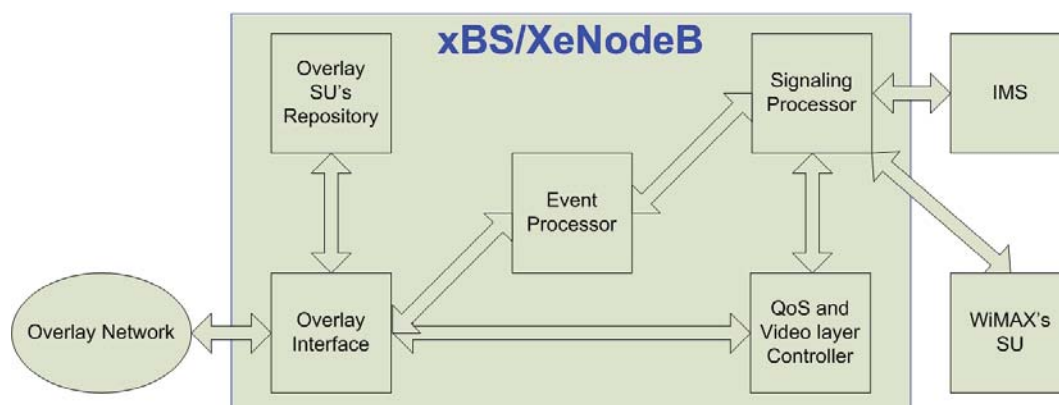 xBS/XeNodeB
Overlay
SU's
Repository
Signaling
Processor
IMS
Event
Processor
Overlay Network
Overlay
Interface
QoS and
Video layer
Controller
WiMAX's
SU